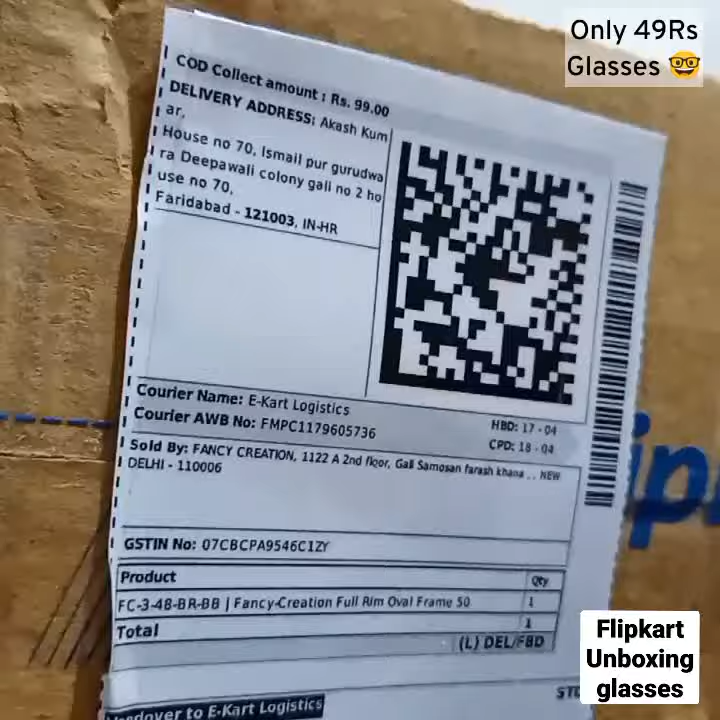 Only 49Rs
Glasses 🤓
COD Collect amount : Rs. 99.00
DELIVERY ADDRESS: Akash Kum
ar,
House no 70, Ismail pur gurudwa
ra Deepawali colony gali no 2 ho
use no 70,
Faridabad - 121003, IN-HR
Courier Name: E-Kart Logistics
Courier AWB No: FMPC1179605736
HBD: 17 - 04
CPD: 18 - 04
Sold By: FANCY CREATION, 1122 A 2nd floor, Gali Samosan farash khana , , NEW
DELHI - 110006
GSTIN No: 07CBCPA9546C1ZY
Product Qty
FC-3-48-BR-BB | Fancy-Creation Full Rim Oval Frame 50 1
Total 1
(L) DEL/FBD
to E-Kart Logistics
Flipkart
Unboxing
glasses